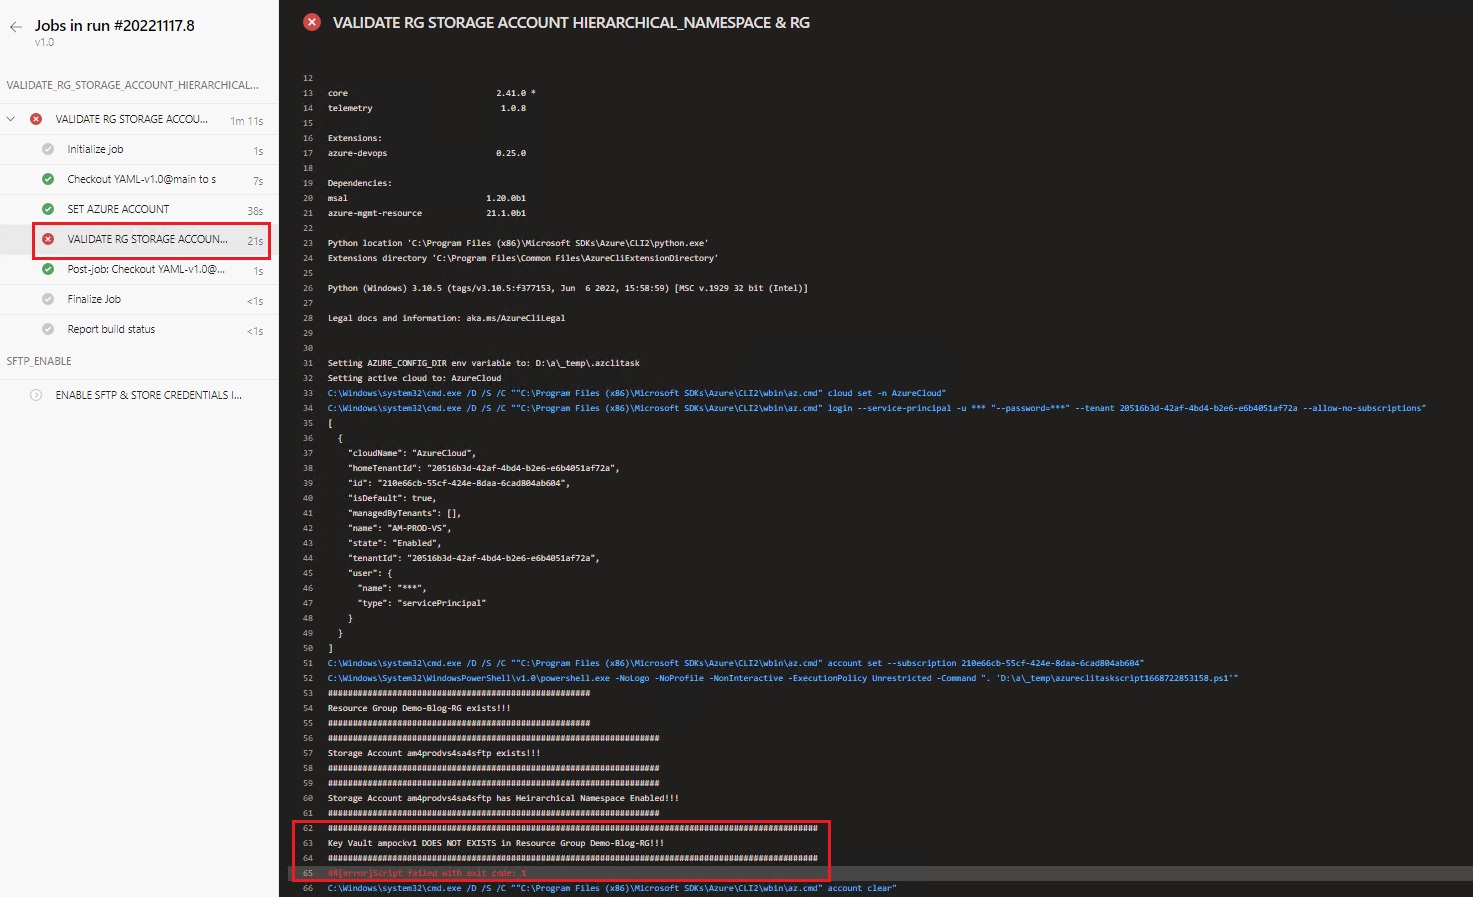 Jobs in run #20221117.8
v1.0
VALIDATE_RG_STORAGE_ACCOUNT_HIERARCHICAL...
VALIDATE RG STORAGE ACCOU... 1m 11s
Initialize job 1s
Checkout YAML-v1.0@main to s 7s
SET AZURE ACCOUNT 38s
VALIDATE RG STORAGE ACCOUN... 21s
Post-job: Checkout YAML-v1.0@... 1s
Finalize Job <1s
Report build status <1s
SFTP_ENABLE
ENABLE SFTP & STORE CREDENTIALS I...
VALIDATE RG STORAGE ACCOUNT HIERARCHICAL_NAMESPACE & RG
12
13 core 2.41.0 *
14 telemetry 1.0.8
15
16 Extensions:
17 azure-devops 0.25.0
18
19 Dependencies:
20 msal 1.20.0b1
21 azure-mgmt-resource 21.1.0b1
22
23 Python location 'C:\Program Files (x86)\Microsoft SDKs\Azure\CLI2\python.exe'
24 Extensions directory 'C:\Program Files\Common Files\AzureCliExtensionDirectory'
25
26 Python (Windows) 3.10.5 (tags/v3.10.5:f377153, Jun  6 2022, 15:58:59) [MSC v.1929 32 bit (Intel)]
27
28 Legal docs and information: aka.ms/AzureCliLegal
29
30
31 Setting AZURE_CONFIG_DIR env variable to: D:\a\_temp\.azclitask
32 Setting active cloud to: AzureCloud
33 C:\Windows\system32\cmd.exe /D /S /C ""C:\Program Files (x86)\Microsoft SDKs\Azure\CLI2\wbin\az.cmd" cloud set -n AzureCloud"
34 C:\Windows\system32\cmd.exe /D /S /C ""C:\Program Files (x86)\Microsoft SDKs\Azure\CLI2\wbin\az.cmd" login --service-principal -u *** "--password=***" --tenant 20516b3d-42af-4bd4-b2e6-e6b4051af72a --allow-no-subscriptions"
35 [
36 {
37 "cloudName": "AzureCloud",
38 "homeTenantId": "20516b3d-42af-4bd4-b2e6-e6b4051af72a",
39 "id": "210e66cb-55cf-424e-8daa-6cad804ab604",
40 "isDefault": true,
41 "managedByTenants": [],
42 "name": "AM-PROD-VS",
43 "state": "Enabled",
44 "tenantId": "20516b3d-42af-4bd4-b2e6-e6b4051af72a",
45 "user": {
46 "name": "***",
47 "type": "servicePrincipal"
48 }
49 }
50 ]
51 C:\Windows\system32\cmd.exe /D /S /C ""C:\Program Files (x86)\Microsoft SDKs\Azure\CLI2\wbin\az.cmd" account set --subscription 210e66cb-55cf-424e-8daa-6cad804ab604"
52 C:\Windows\System32\WindowsPowerShell\v1.0\powershell.exe -NoLogo -NoProfile -NonInteractive -ExecutionPolicy Unrestricted -Command ". 'D:\a\_temp\azureclitaskscript1668722853158.ps1'"
53 #####################################################
54 Resource Group Demo-Blog-RG exists!!!
55 #####################################################
56 ###################################################################
57 Storage Account am4prodvs4sa4sftp exists!!!
58 ###################################################################
59 ###################################################################
60 Storage Account am4prodvs4sa4sftp has Heirarchical Namespace Enabled!!!
61 ###################################################################
62 ###################################################################################################
63 Key Vault ampockv1 DOES NOT EXISTS in Resource Group Demo-Blog-RG!!!
64 ###################################################################################################
65 ##[error]Script failed with exit code: 1
66 C:\Windows\system32\cmd.exe /D /S /C ""C:\Program Files (x86)\Microsoft SDKs\Azure\CLI2\wbin\az.cmd" account clear"